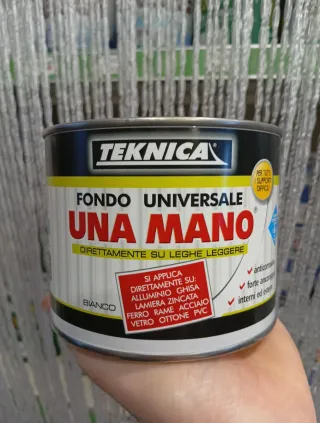 TEKNICA®
PER TUTTI
SUPPORTI
DIFFICILI
FONDO UNIVERSALE
UNA MANO®
DIRETTAMENTE SU LEGHE LEGGERE
SI APPLICA
DIRETTAMENTE SU:
ALLUMINIO GHISA
LAMIERA ZINCATA
FERRO RAME ACCIAIO
VETRO OTTONE PVC
forte
interni ed
BIANCO